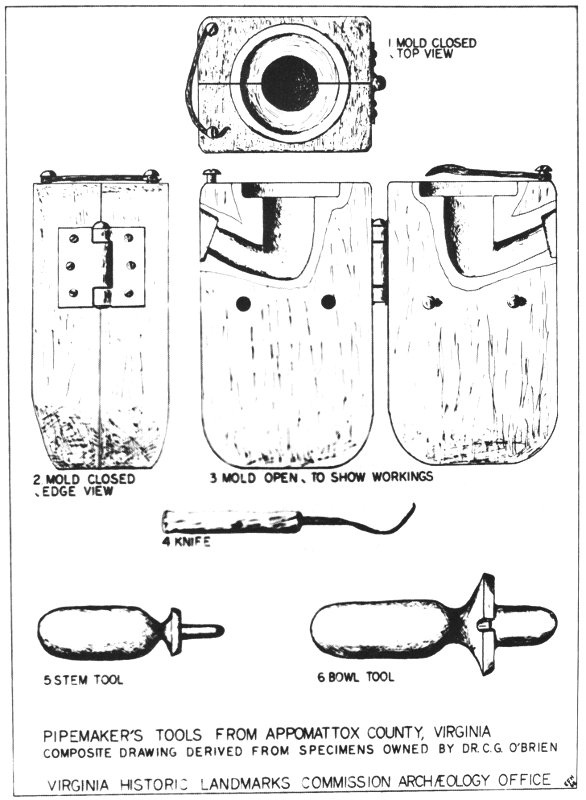 1 MOLD CLOSED
TOP VIEW
2 MOLD CLOSED
EDGE VIEW
3 MOLD OPEN, TO SHOW WORKINGS
4 KNIFE
5 STEM TOOL
6 BOWL TOOL
PIPEMAKER'S TOOLS FROM APPOMATTOX COUNTY, VIRGINIA
COMPOSITE DRAWING DERIVED FROM SPECIMENS OWNED BY DR. C.G. O'BRIEN
VIRGINIA HISTORIC LANDMARKS COMMISSION ARCHÆOLOGY OFFICE